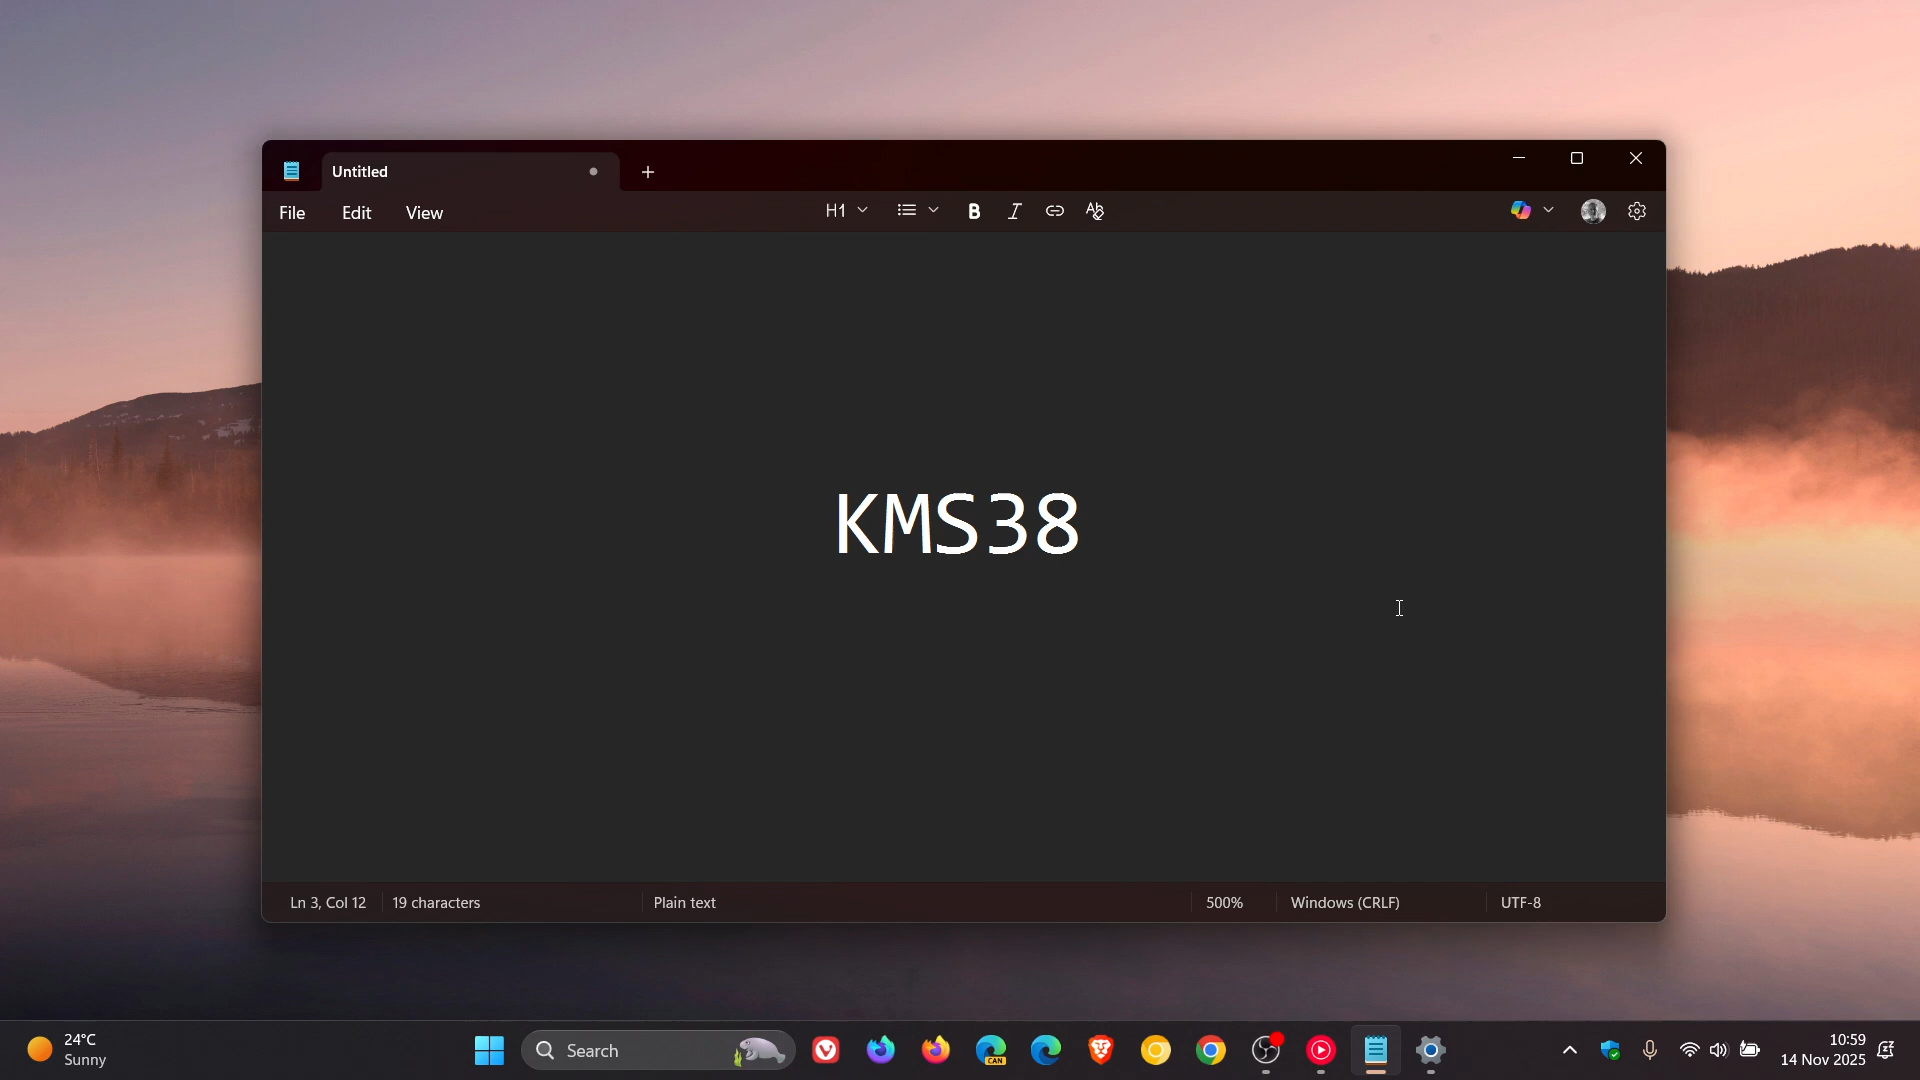 Untitled
File Edit View H1 B I
KMS38
Ln 3, Col 12 19 characters Plain text 500% Windows (CRLF) UTF-8
24°C
Sunny
Search
CAN
10:59
14 Nov 2025